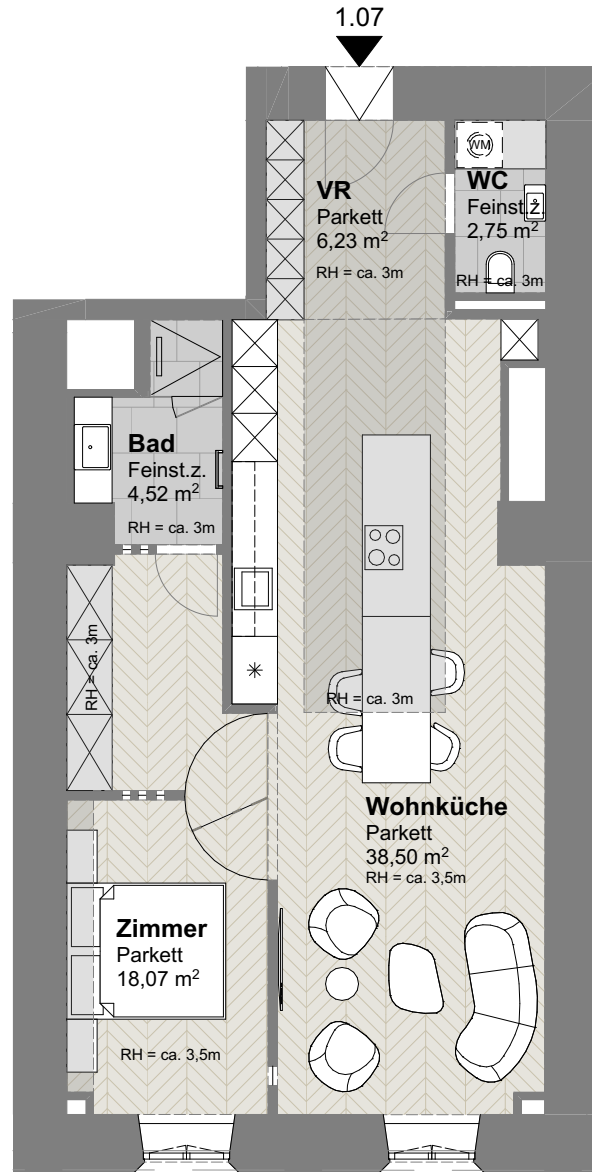 1.07
WM
VR
Parkett
6,23 m²
RH = ca. 3m
WC
Feinst.z.
2,75 m²
RH = ca. 3m
Bad
Feinst.z.
4,52 m²
RH = ca. 3m
RH = ca. 3m
RH = ca. 3m
Wohnküche
Parkett
38,50 m²
RH = ca. 3,5m
Zimmer
Parkett
18,07 m²
RH = ca. 3,5m